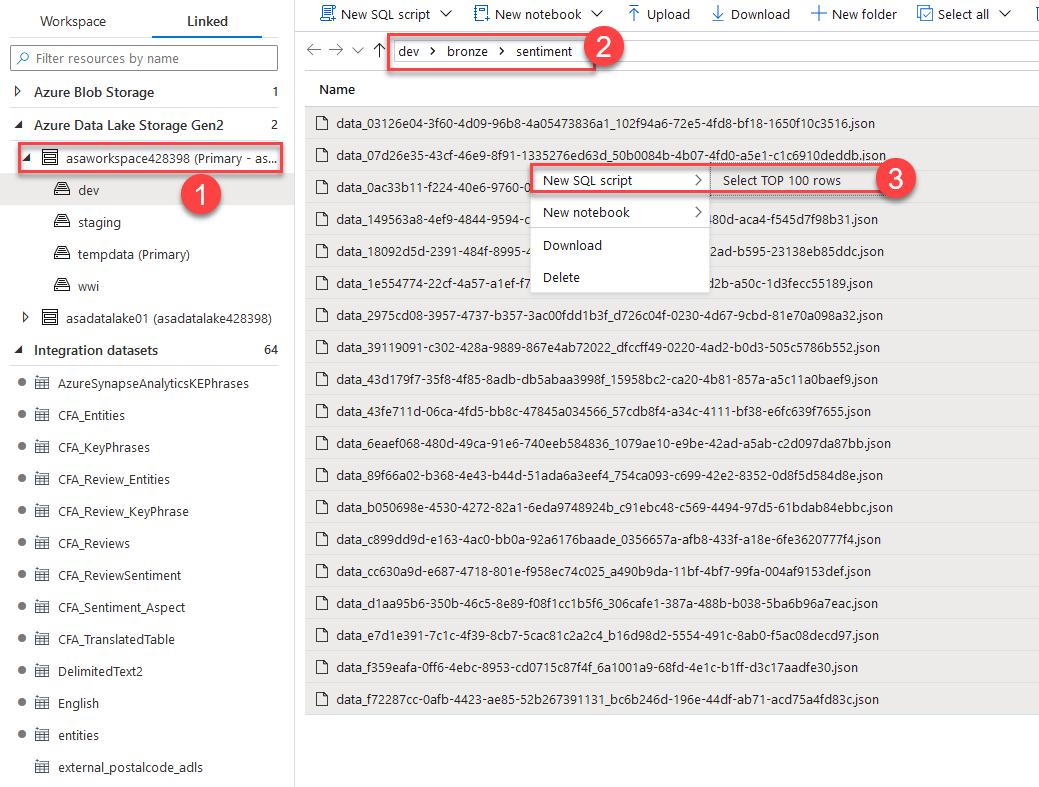 Workspace
Linked
Filter resources by name
Azure Blob Storage 1
Azure Data Lake Storage Gen2 2
asaworkspace428398 (Primary - as...
1
dev
staging
tempdata (Primary)
wwi
asadatalake01 (asadatalake428398)
Integration datasets 64
AzureSynapseAnalyticsKEPhrases
CFA_Entities
CFA_KeyPhrases
CFA_Review_Entities
CFA_Review_KeyPhrase
CFA_Reviews
CFA_ReviewSentiment
CFA_Sentiment_Aspect
CFA_TranslatedTable
DelimitedText2
English
entities
external_postalcode_adls
New SQL script New notebook Upload Download New folder Select all
dev > bronze > sentiment
2
Name
data_03126e04-3f60-4d09-96b8-4a05473836a1_102f94a6-72e5-4fd8-bf18-1650f10c3516.json
data_07d26e35-43cf-46e9-8f91-1335276ed63d_50b0084b-4b07-4fd0-a5e1-c1c6910deddb.json
data_0ac33b11-f224-40e6-9760-
data_149563a8-4ef9-4844-9594- 480d-aca4-f545d7f98b31.json
data_18092d5d-2391-484f-8995- 2ad-b595-23138eb85ddc.json
data_1e554774-22cf-4a57-a1ef- d2b-a50c-1d3fecc55189.json
data_2975cd08-3957-4737-b357-3ac00fdd1b3f_d726c04f-0230-4d67-9cbd-81e70a098a32.json
data_39119091-c302-428a-9889-867e4ab72022_dfccff49-0220-4ad2-b0d3-505c5786b552.json
data_43d179f7-35f8-4f85-8adb-db5abaa3998f_15958bc2-ca20-4b81-857a-a5c11a0baef9.json
data_43fe711d-06ca-4fd5-bb8c-47845a034566_57cdb8f4-a34c-4111-bf38-e6fc639f7655.json
data_6eaef068-480d-49ca-91e6-740eeb584836_1079ae10-e9be-42ad-a5ab-c2d097da87bb.json
data_89f66a02-b368-4e43-b44d-51ada6a3eef4_754ca093-c699-42e2-8352-0d8f5d584d8e.json
data_b050698e-4530-4272-82a1-6eda9748924b_c91ebc48-c569-4494-97d5-61bdab84ebbc.json
data_c899dd9d-e163-4ac0-bb0a-92a6176baade_0356657a-afb8-433f-a18e-6fe3620777f4.json
data_cc630a9d-e687-4718-801e-f958ec74c025_a490b9da-11bf-4bf7-99fa-004af9153def.json
data_d1aa95b6-350b-46c5-8e89-f08f1cc1b5f6_306cafe1-387a-488b-b038-5ba6b96a7eac.json
data_e7d1e391-7c1c-4f39-8cb7-5cac81c2a2c4_b16d98d2-5554-491c-8ab0-f5ac08decd97.json
data_f359eafa-0ff6-4ebc-8953-cd0715c87f4f_6a1001a9-68fd-4e1c-b1ff-d3c17aadfe30.json
data_f72287cc-0afb-4423-ae85-52b267391131_bc6b246d-196e-44df-ab71-acd75a4fd83c.json
New SQL script
Select TOP 100 rows
3
New notebook
Download
Delete